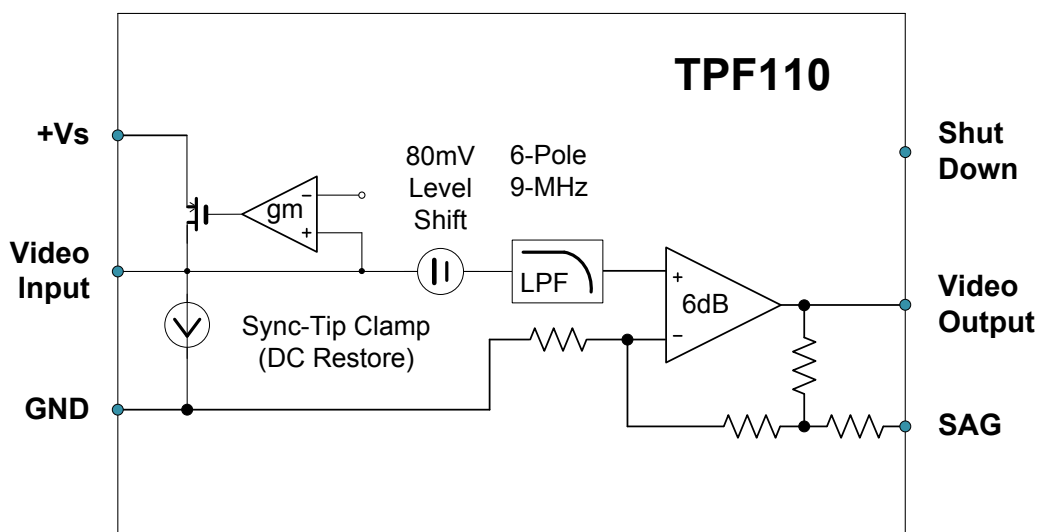 TPF110
+Vs
Shut
Down
80mV
Level
Shift
6-Pole
9-MHz
gm
−
+
Video
Input
LPF
+
−
6dB
Video
Output
Sync-Tip Clamp
(DC Restore)
GND
SAG